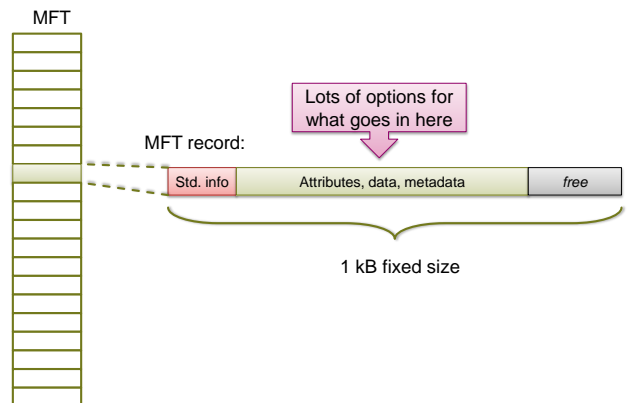 MFT
Lots of options for
what goes in here
MFT record:
Std. info
Attributes, data, metadata
free
1 kB fixed size